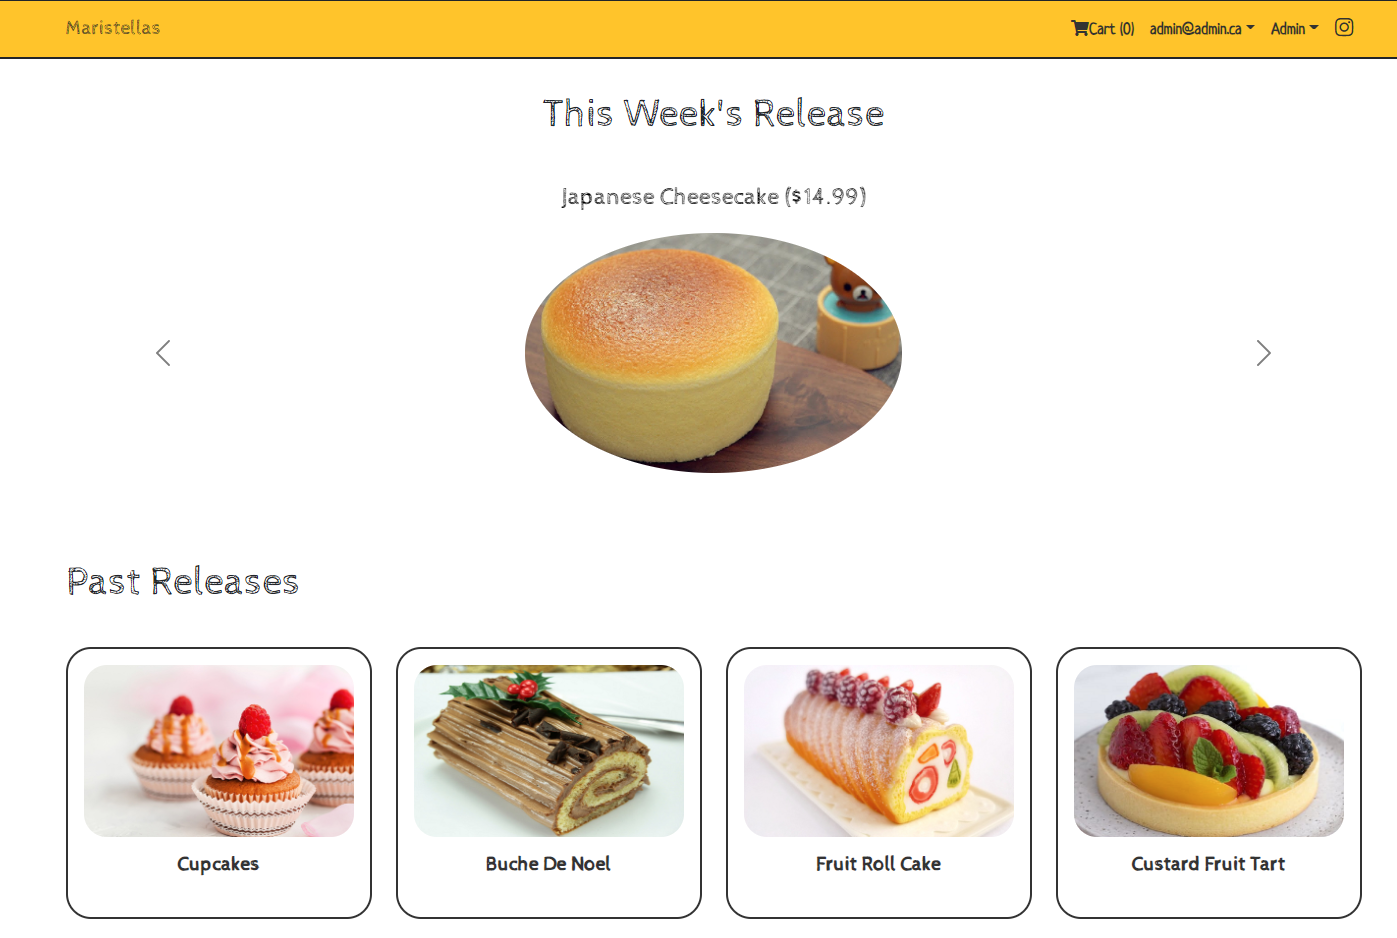 Maristellas
Cart (0) admin@admin.ca Admin
This Week's Release
Japanese Cheesecake ($14.99)
Past Releases
Cupcakes
Buche De Noel
Fruit Roll Cake
Custard Fruit Tart